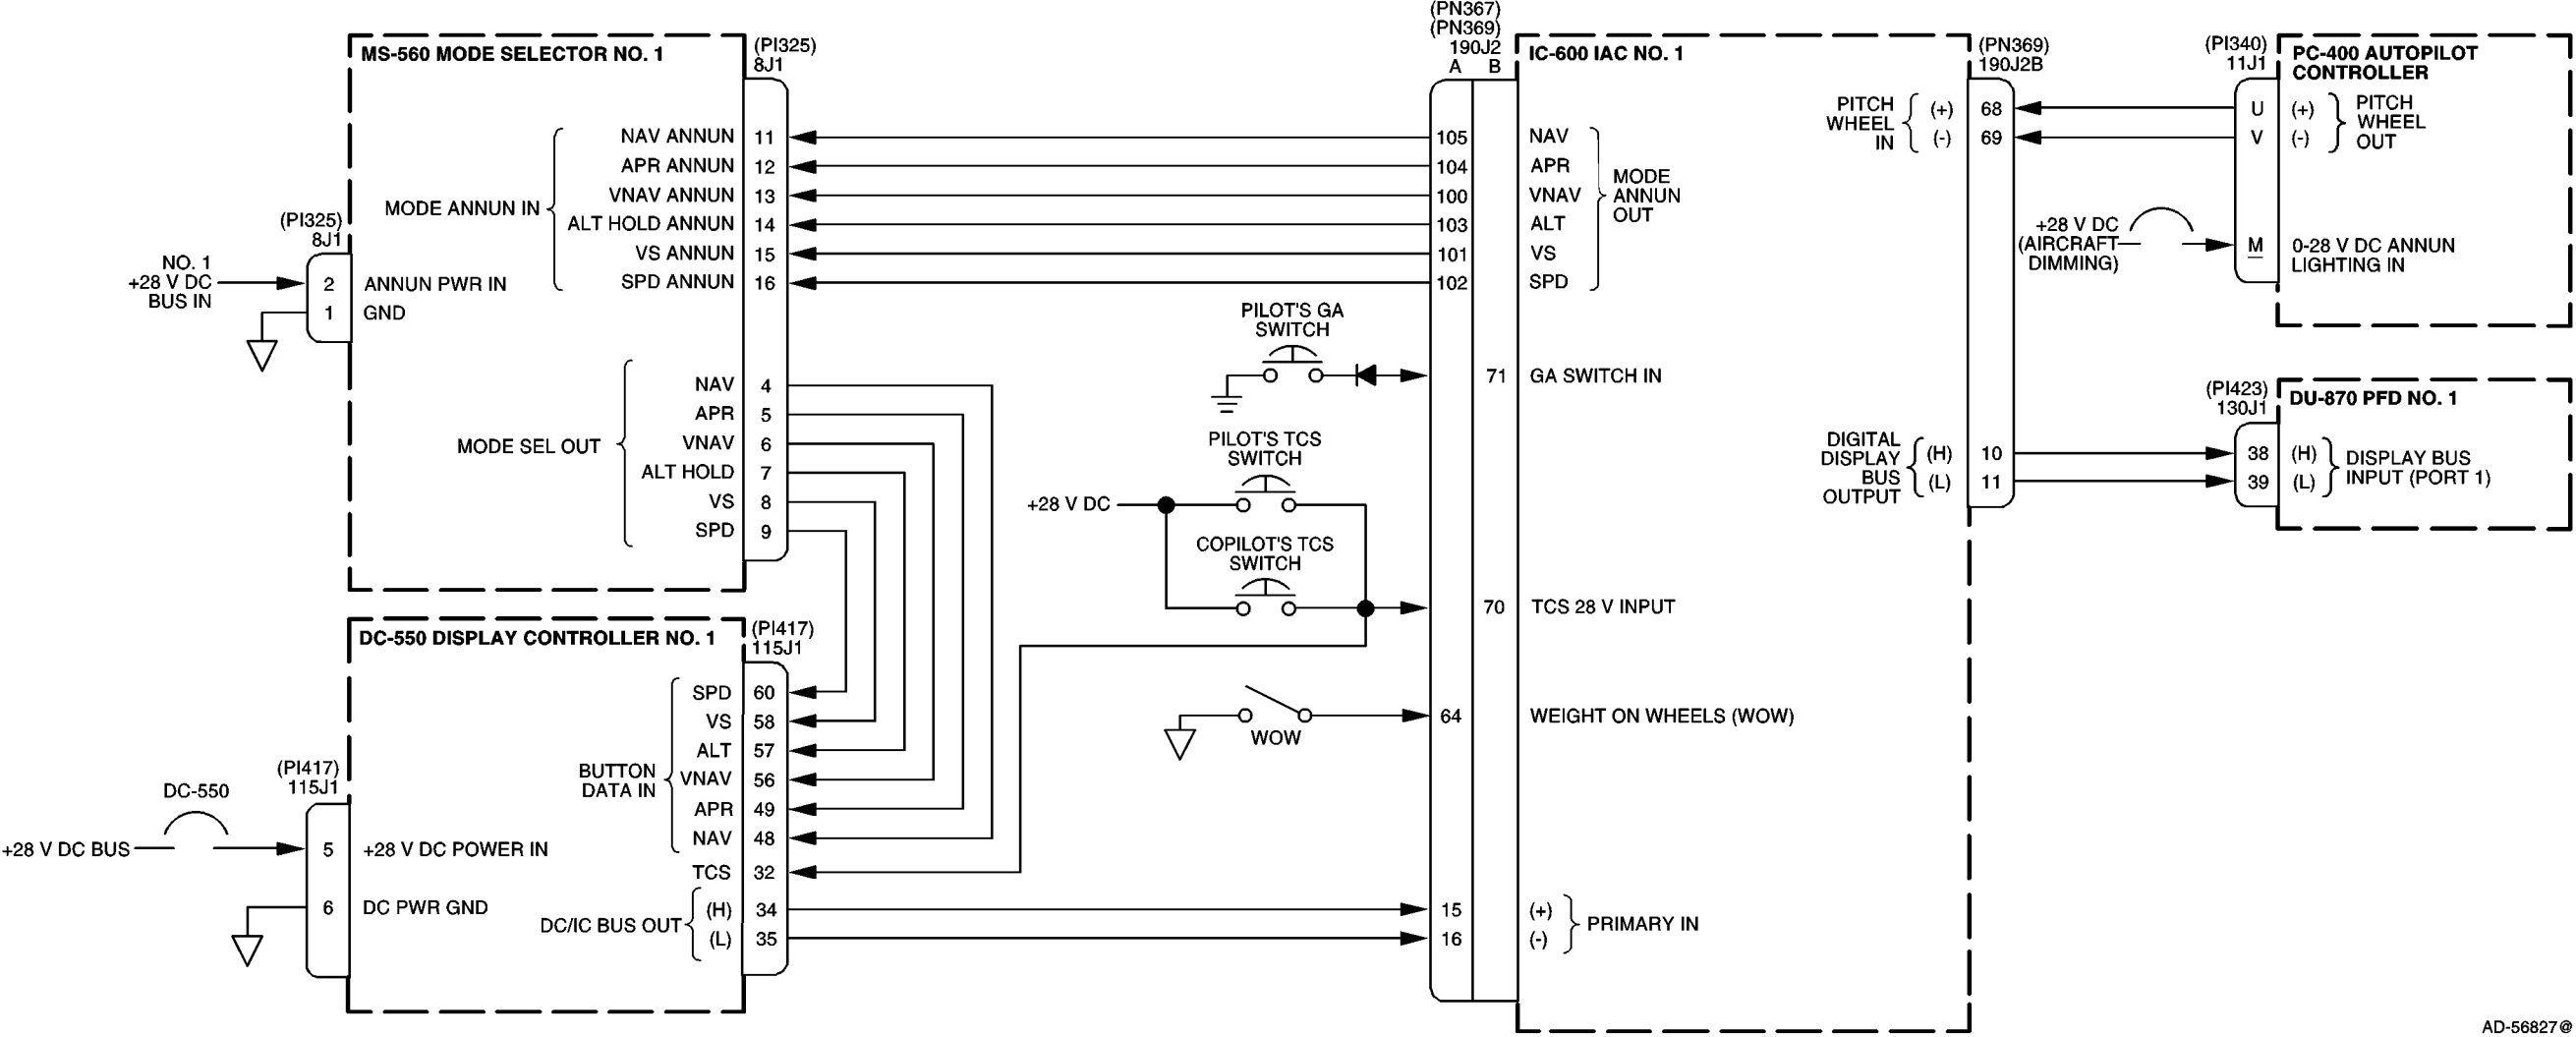 MS-560 MODE SELECTOR NO. 1
(PI325)
8J1
NAV ANNUN 11
APR ANNUN 12
VNAV ANNUN 13
ALT HOLD ANNUN 14
VS ANNUN 15
SPD ANNUN 16
MODE ANNUN IN
(PI325)
8J1
NO. 1
+28 V DC
BUS IN
2 ANNUN PWR IN
1 GND
MODE SEL OUT
NAV 4
APR 5
VNAV 6
ALT HOLD 7
VS 8
SPD 9
DC-550 DISPLAY CONTROLLER NO. 1
(PI417)
115J1
SPD 60
VS 58
ALT 57
VNAV 56
APR 49
NAV 48
BUTTON
DATA IN
TCS 32
DC/IC BUS OUT
(H) 34
(L) 35
(PI417)
115J1
DC-550
+28 V DC BUS
5 +28 V DC POWER IN
6 DC PWR GND
PILOT'S GA
SWITCH
PILOT'S TCS
SWITCH
+28 V DC
COPILOT'S TCS
SWITCH
WOW
(PN367)
(PN369)
190J2
A B
IC-600 IAC NO. 1
105 NAV
104 APR
100 VNAV
103 ALT
101 VS
102 SPD
MODE
ANNUN
OUT
71 GA SWITCH IN
70 TCS 28 V INPUT
64 WEIGHT ON WHEELS (WOW)
15 (+)
16 (-)
PRIMARY IN
(PN369)
190J2B
PITCH
WHEEL
IN
(+) 68
(-) 69
DIGITAL
DISPLAY
BUS
OUTPUT
(H) 10
(L) 11
(PI340)
11J1
PC-400 AUTOPILOT
CONTROLLER
U (+)
V (-)
PITCH
WHEEL
OUT
+28 V DC
(AIRCRAFT
DIMMING)
M 0-28 V DC ANNUN
LIGHTING IN
(PI423)
130J1
DU-870 PFD NO. 1
38 (H)
39 (L)
DISPLAY BUS
INPUT (PORT 1)
AD-56827@